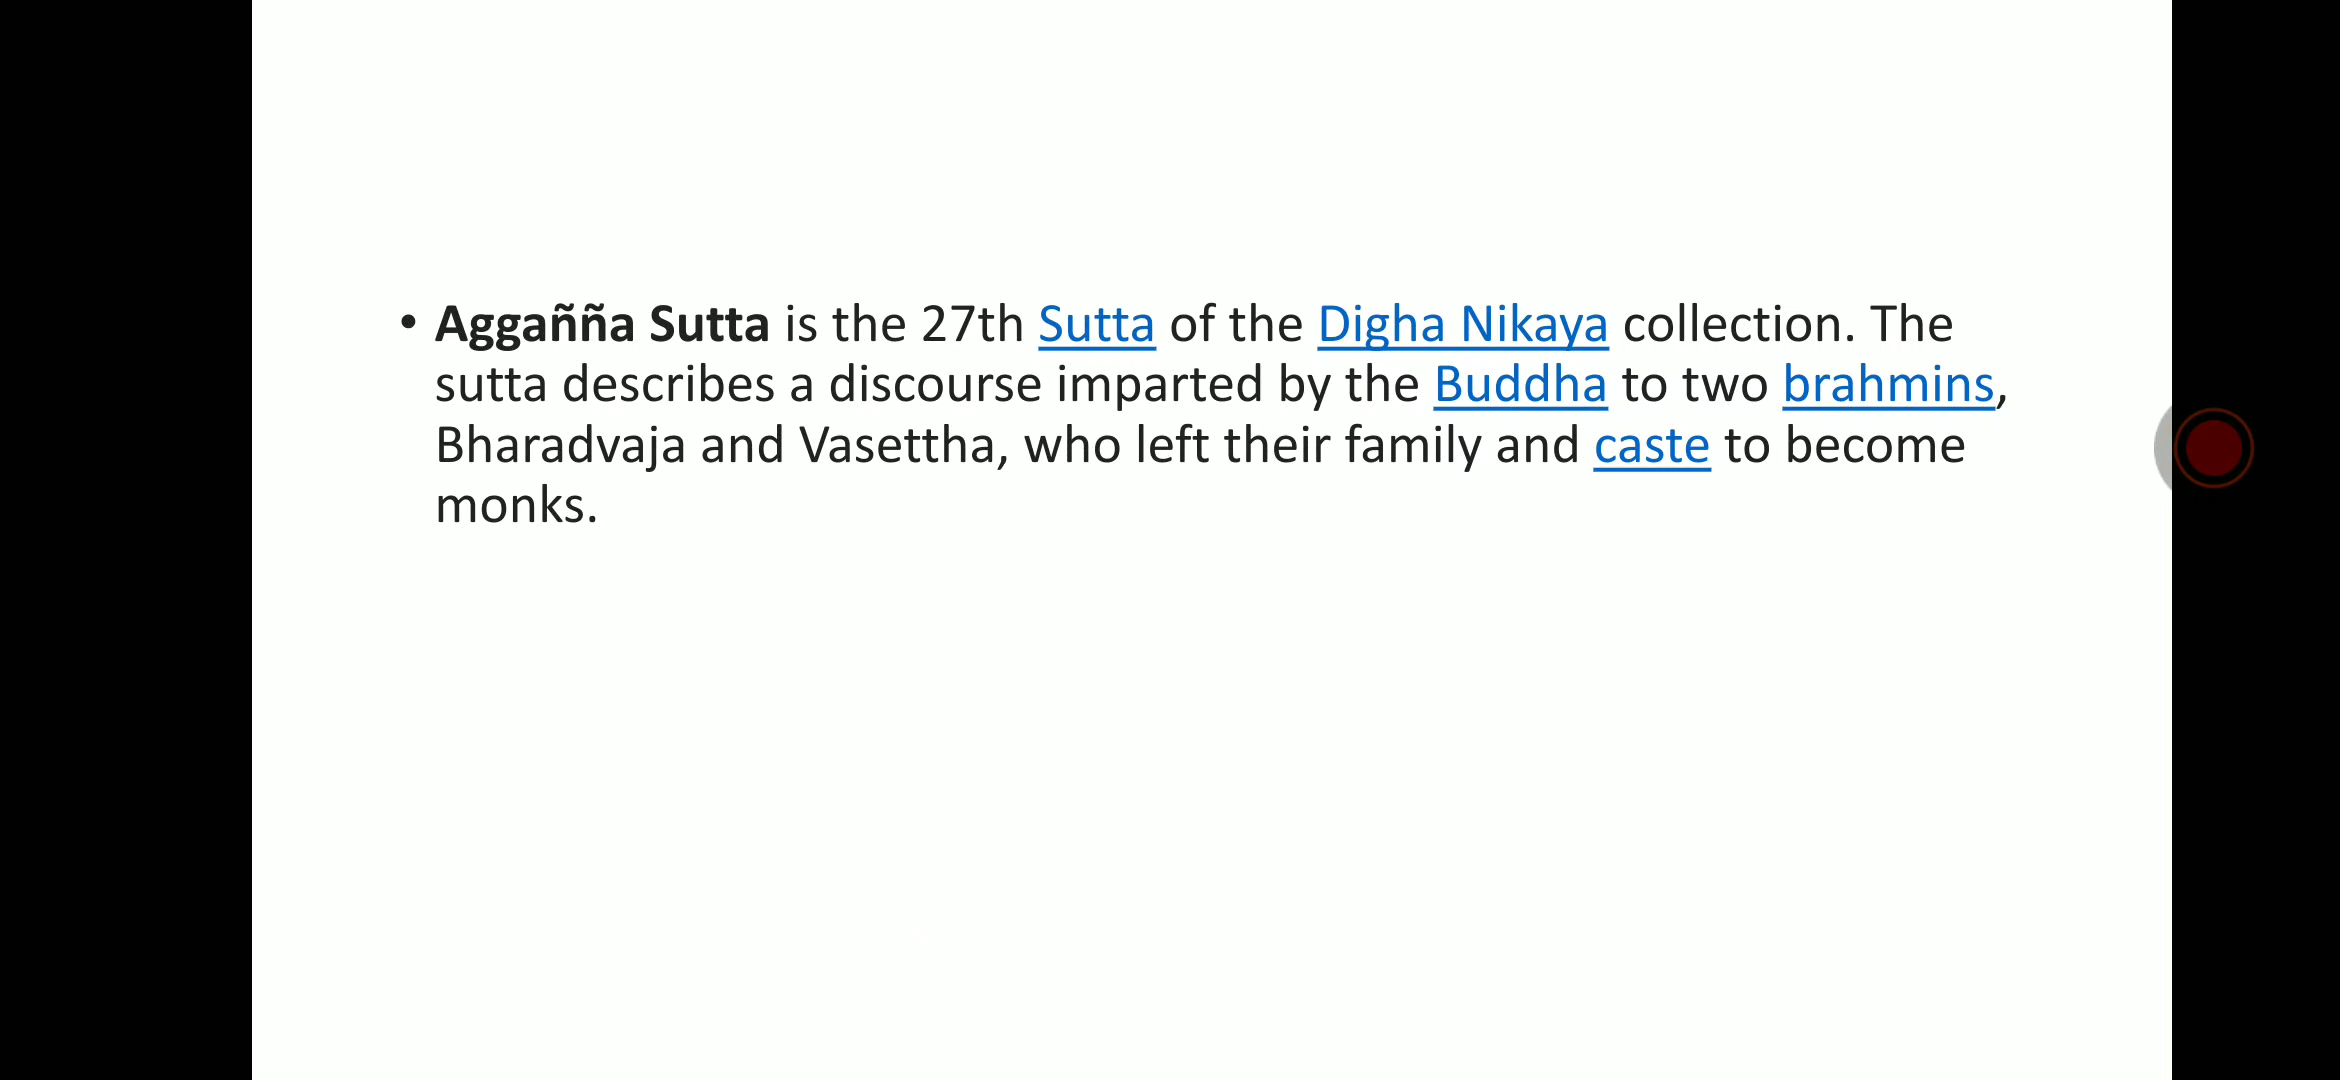 • Aggañña Sutta is the 27th Sutta of the Digha Nikaya collection. The
sutta describes a discourse imparted by the Buddha to two brahmins,
Bharadvaja and Vasettha, who left their family and caste to become
monks.